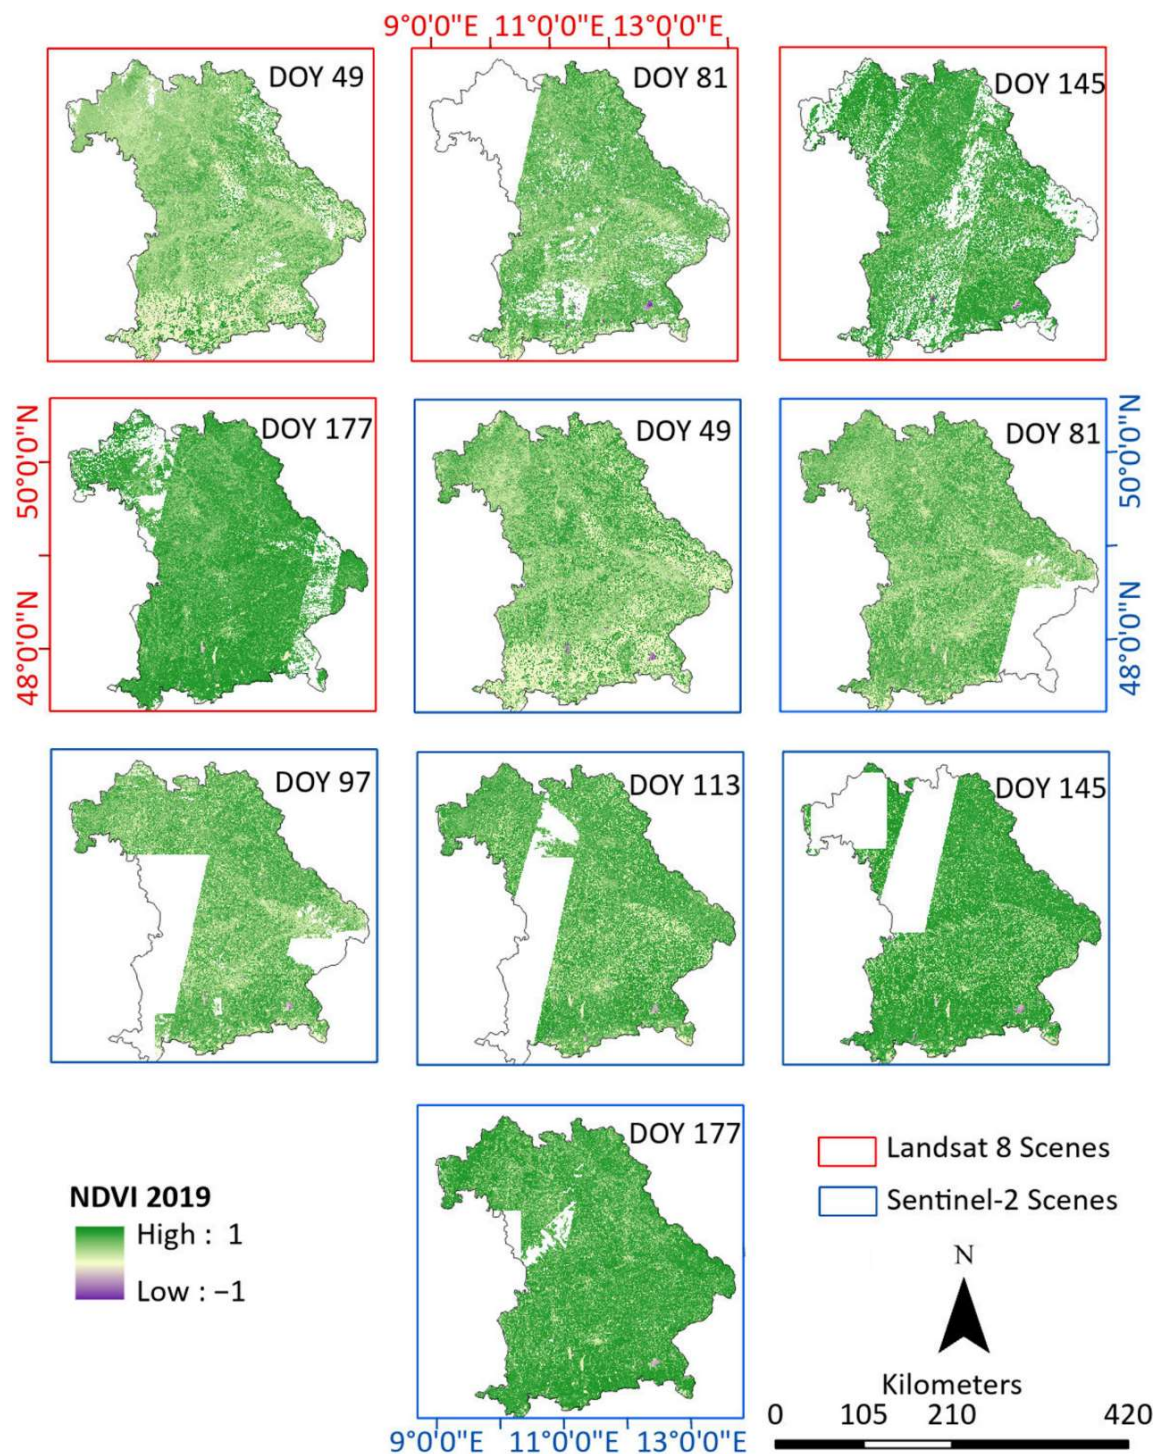 9°0'0"E 11°0'0"E 13°0'0"E
DOY 49
DOY 81
DOY 145
50°0'0"N
48°0'0"N
DOY 177
DOY 49
DOY 81
50°0'0"N
48°0'0"N
DOY 97
DOY 113
DOY 145
DOY 177
NDVI 2019
High : 1
Low : −1
Landsat 8 Scenes
Sentinel-2 Scenes
N
Kilometers
0 105 210 420
9°0'0"E 11°0'0"E 13°0'0"E